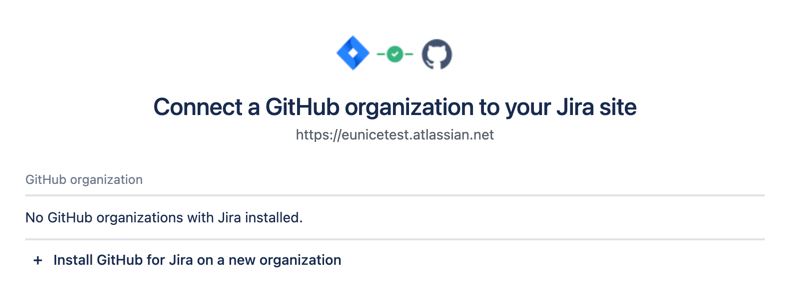 Connect a GitHub organization to your Jira site
https://eunicetest.atlassian.net
GitHub organization
No GitHub organizations with Jira installed.
+ Install GitHub for Jira on a new organization